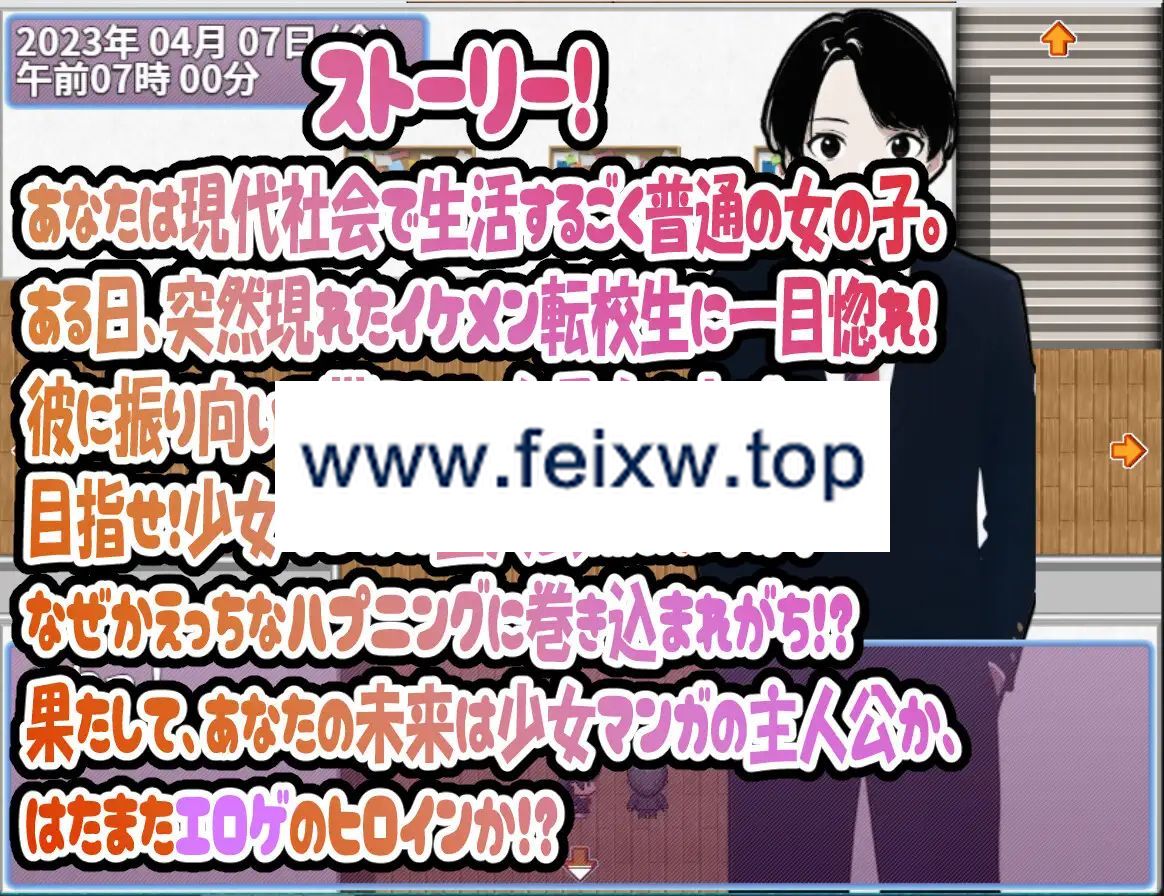 2023年 04月 07日
午前07時 00分
ストーリー!
あなたは現代社会で生活するごく普通の女の子。
ある日、突然現れたイケメン転校生に一目惚れ!
彼に振り向い
www.feixw.top
目指せ!少女
なぜかえっちなハプニングに巻き込まれがち!?
果たして、あなたの未来は少女マンガの主人公か、
はたまたエロゲのヒロインか!?